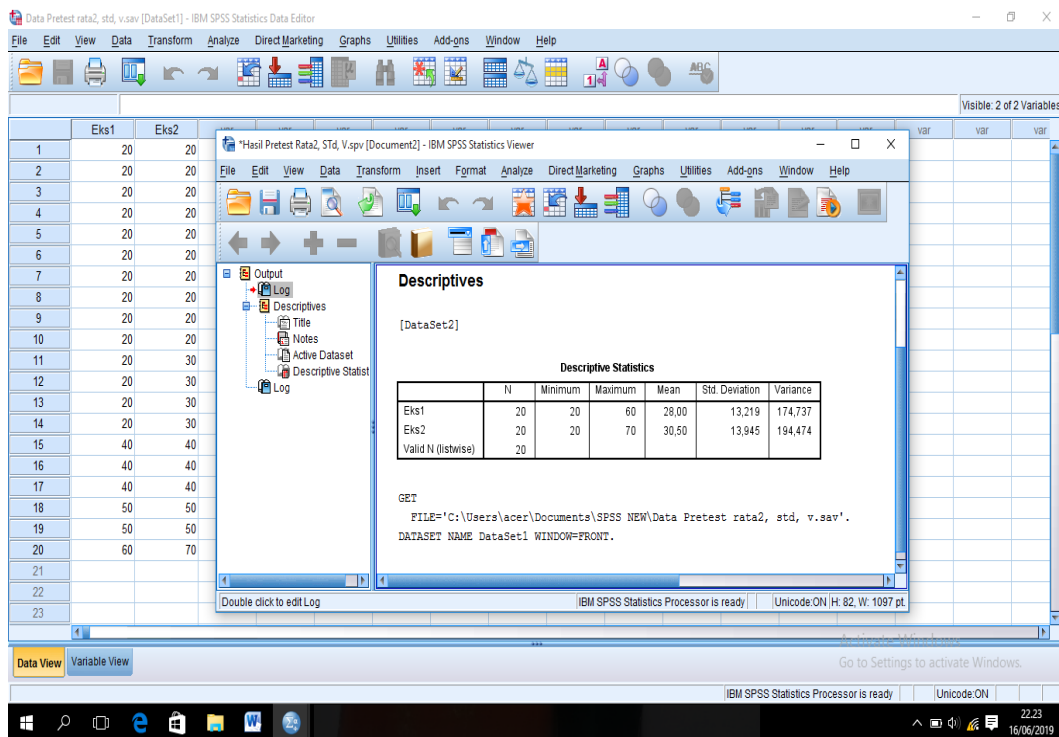 Data Pretest rata2, std, v.sav [DataSet1] - IBM SPSS Statistics Data Editor
File Edit View Data Transform Analyze Direct Marketing Graphs Utilities Add-ons Window Help
Visible: 2 of 2 Variables
Eks1 Eks2 var var var
1 20 20
2 20 20
3 20 20
4 20 20
5 20 20
6 20 20
7 20 20
8 20 20
9 20 20
10 20 20
11 20 30
12 20 30
13 20 30
14 20 30
15 40 40
16 40 40
17 40 40
18 50 50
19 50 50
20 60 70
21
22
23
*Hasil Pretest Rata2, STd, V.spv [Document2] - IBM SPSS Statistics Viewer
File Edit View Data Transform Insert Format Analyze Direct Marketing Graphs Utilities Add-ons Window Help
Output
Log
Descriptives
Title
Notes
Active Dataset
Descriptive Statist
Log
Descriptives
[DataSet2]
Descriptive Statistics
N Minimum Maximum Mean Std. Deviation Variance
Eks1 20 20 60 28,00 13,219 174,737
Eks2 20 20 70 30,50 13,945 194,474
Valid N (listwise) 20
GET
FILE='C:\Users\acer\Documents\SPSS NEW\Data Pretest rata2, std, v.sav'.
DATASET NAME DataSet1 WINDOW=FRONT.
Double click to edit Log
IBM SPSS Statistics Processor is ready Unicode:ON H: 82, W: 1097 pt.
Data View Variable View
Go to Settings to activate Windows.
IBM SPSS Statistics Processor is ready Unicode:ON
22.23
16/06/2019